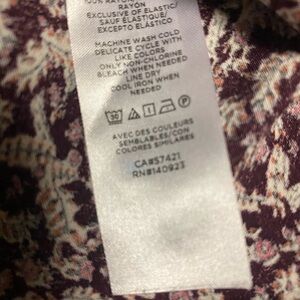 RAYON
EXCLUSIVE OF ELASTIC/
SAUF ÉLASTIQUE/
EXCEPTO ELÁSTICO
MACHINE WASH COLD
DELICATE CYCLE WITH
LIKE COLORS
ONLY NON-CHLORINE
BLEACH WHEN NEEDED
LINE DRY
COOL IRON WHEN
NEEDED
30
AVEC DES COULEURS
SEMBLABLES/CON
COLORES SIMILARES
CA#57421
RN#140923